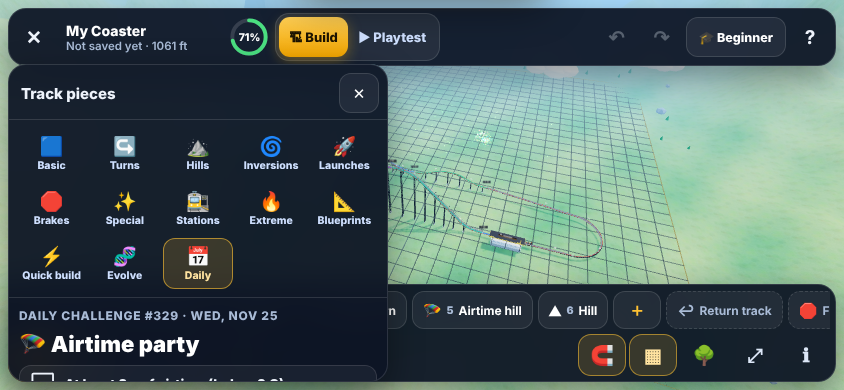 My Coaster
Not saved yet · 1061 ft
71%
Build
Playtest
Beginner
?
Track pieces
Basic
Turns
Hills
Inversions
Launches
Brakes
Special
Stations
Extreme
Blueprints
Quick build
Evolve
Daily
DAILY CHALLENGE #329 · WED, NOV 25
Airtime party
5 Airtime hill
6 Hill
+
Return track